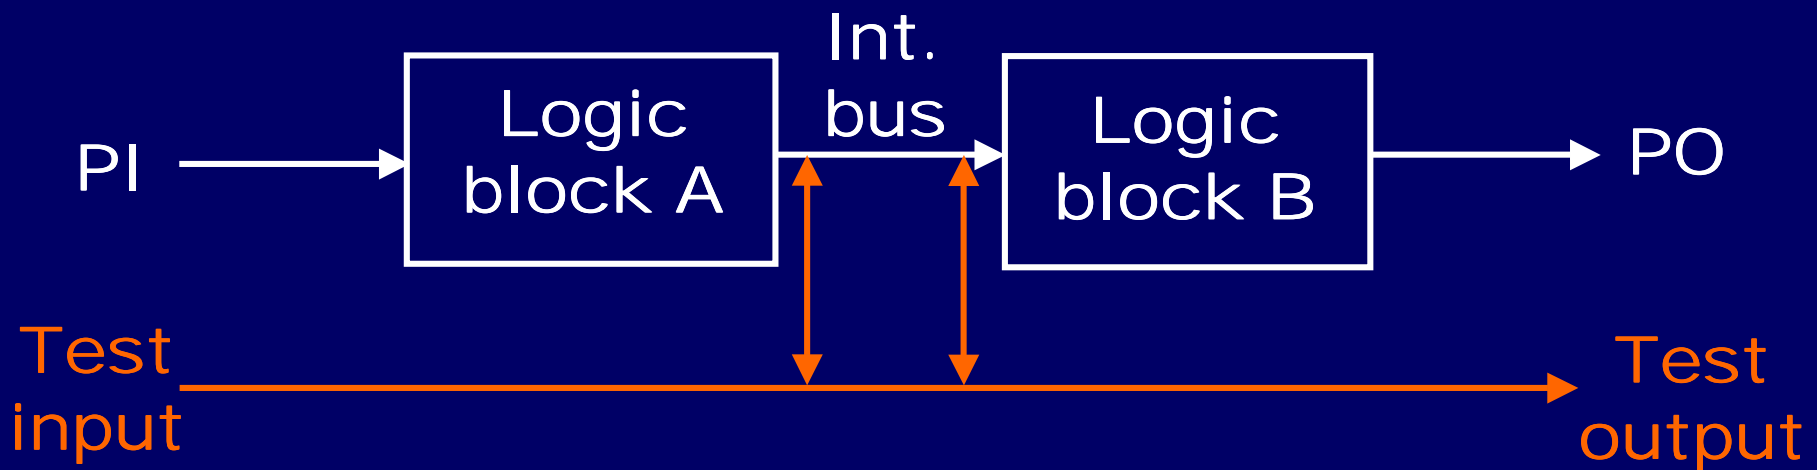 PI
Logic
block A
Int.
bus
Logic
block B
PO
Test
input
Test
output